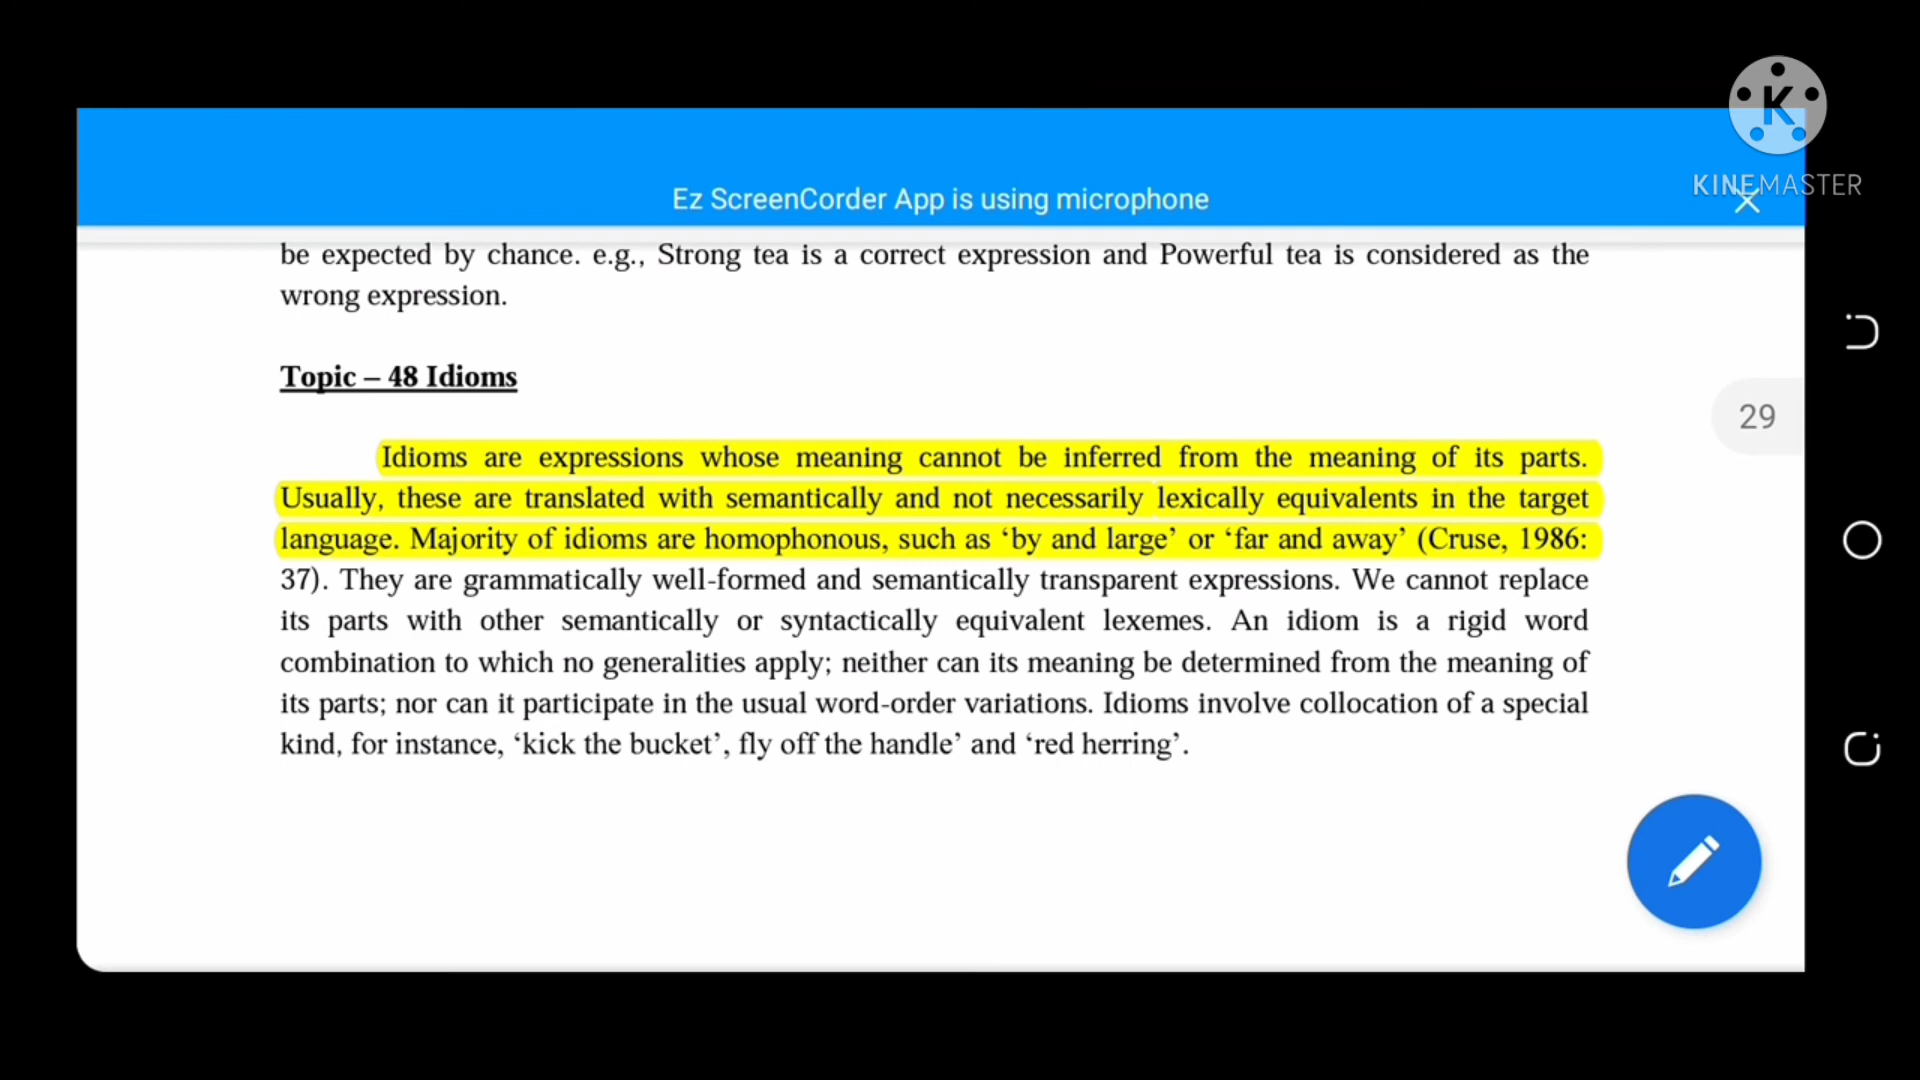 K
KINEMASTER
Ez ScreenCorder App is using microphone
be expected by chance. e.g., Strong tea is a correct expression and Powerful tea is considered as the
wrong expression.
Topic – 48 Idioms
29
Idioms are expressions whose meaning cannot be inferred from the meaning of its parts.
Usually, these are translated with semantically and not necessarily lexically equivalents in the target
language. Majority of idioms are homophonous, such as ‘by and large’ or ‘far and away’ (Cruse, 1986:
37). They are grammatically well-formed and semantically transparent expressions. We cannot replace
its parts with other semantically or syntactically equivalent lexemes. An idiom is a rigid word
combination to which no generalities apply; neither can its meaning be determined from the meaning of
its parts; nor can it participate in the usual word-order variations. Idioms involve collocation of a special
kind, for instance, ‘kick the bucket’, fly off the handle’ and ‘red herring’.